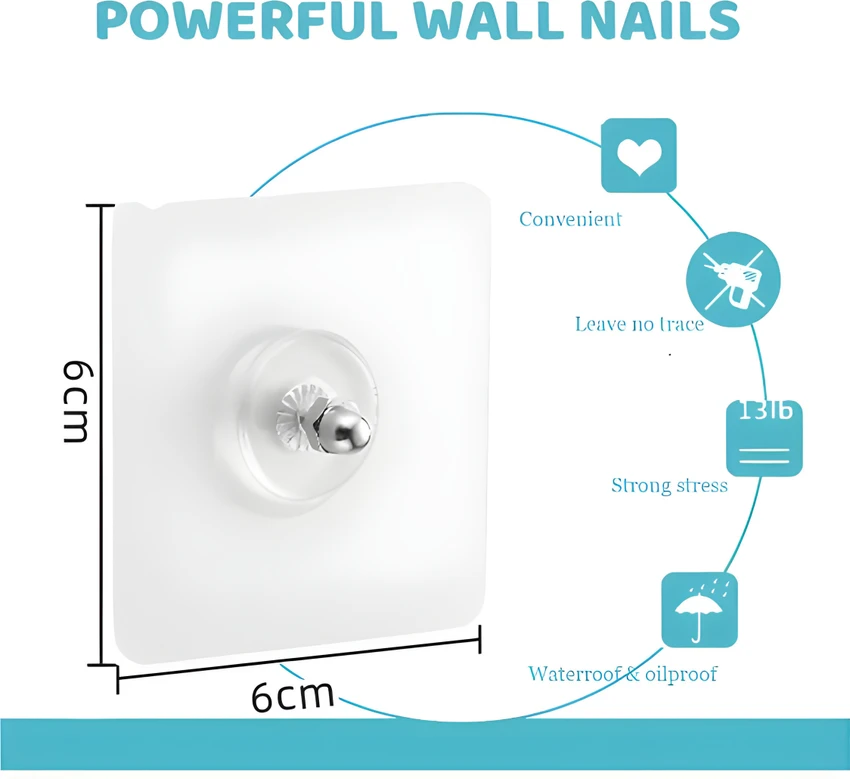 POWERFUL WALL NAILS
Convenient
Leave no trace
6cm
13lb
Strong stress
Waterroof & oilproof
6cm